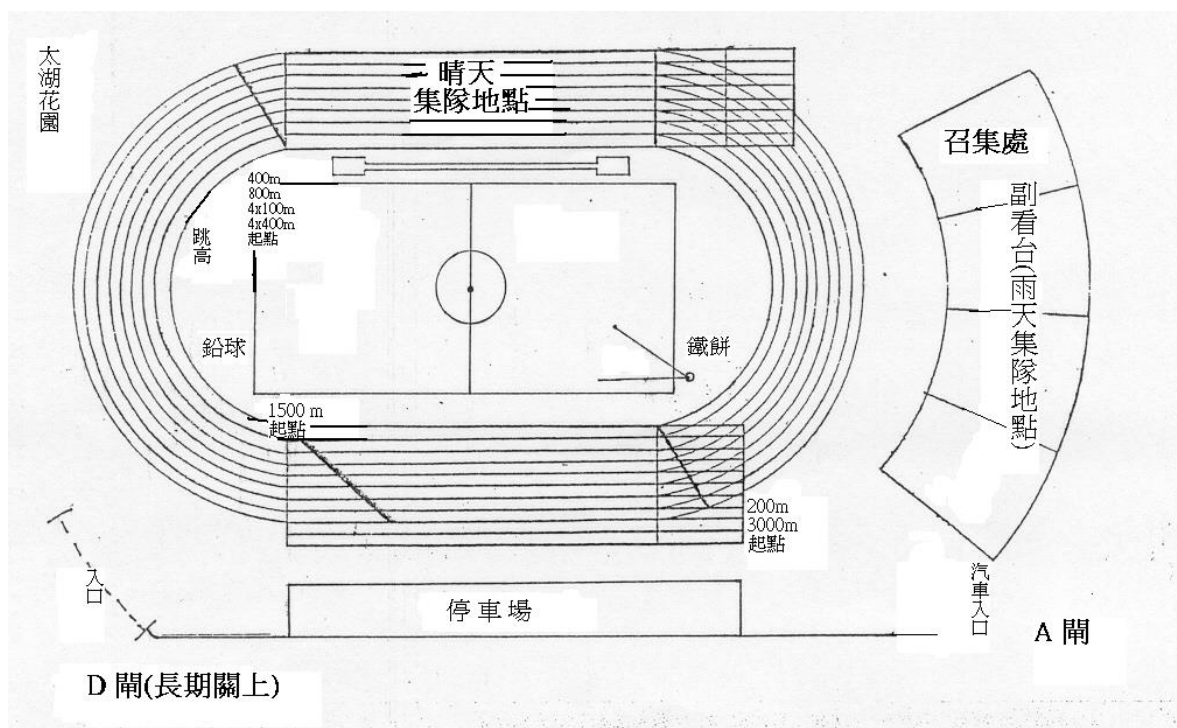 太湖花園
晴天
集隊地點
召集處
副看台(雨天集隊地點)
400m
800m
4x100m
4x400m
起點
跳高
鉛球
鐵餅
1500 m
起點
200m
3000m
起點
入口
停車場
汽車入口
A 閘
D 閘(長期關上)